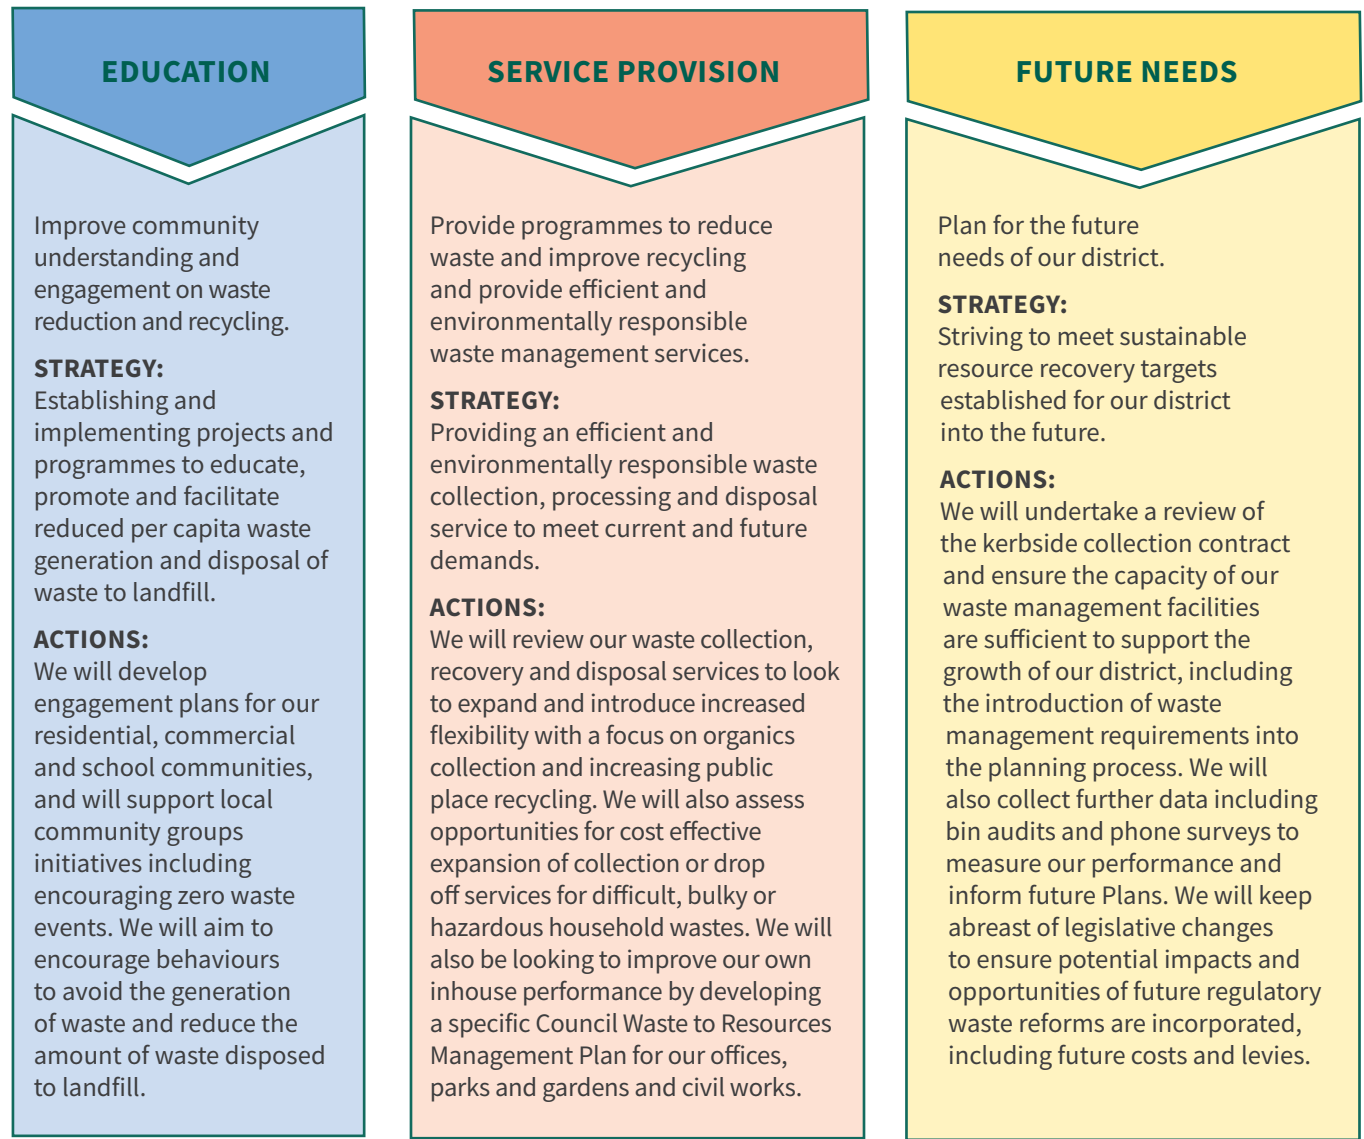 EDUCATION
Improve community
understanding and
engagement on waste
reduction and recycling.
STRATEGY:
Establishing and
implementing projects and
programmes to educate,
promote and facilitate
reduced per capita waste
generation and disposal of
waste to landfill.
ACTIONS:
We will develop
engagement plans for our
residential, commercial
and school communities,
and will support local
community groups
initiatives including
encouraging zero waste
events. We will aim to
encourage behaviours
to avoid the generation
of waste and reduce the
amount of waste disposed
to landfill.
SERVICE PROVISION
Provide programmes to reduce
waste and improve recycling
and provide efficient and
environmentally responsible
waste management services.
STRATEGY:
Providing an efficient and
environmentally responsible waste
collection, processing and disposal
service to meet current and future
demands.
ACTIONS:
We will review our waste collection,
recovery and disposal services to look
to expand and introduce increased
flexibility with a focus on organics
collection and increasing public
place recycling. We will also assess
opportunities for cost effective
expansion of collection or drop
off services for difficult, bulky or
hazardous household wastes. We will
also be looking to improve our own
inhouse performance by developing
a specific Council Waste to Resources
Management Plan for our offices,
parks and gardens and civil works.
FUTURE NEEDS
Plan for the future
needs of our district.
STRATEGY:
Striving to meet sustainable
resource recovery targets
established for our district
into the future.
ACTIONS:
We will undertake a review of
the kerbside collection contract
and ensure the capacity of our
waste management facilities
are sufficient to support the
growth of our district, including
the introduction of waste
management requirements into
the planning process. We will
also collect further data including
bin audits and phone surveys to
measure our performance and
inform future Plans. We will keep
abreast of legislative changes
to ensure potential impacts and
opportunities of future regulatory
waste reforms are incorporated,
including future costs and levies.